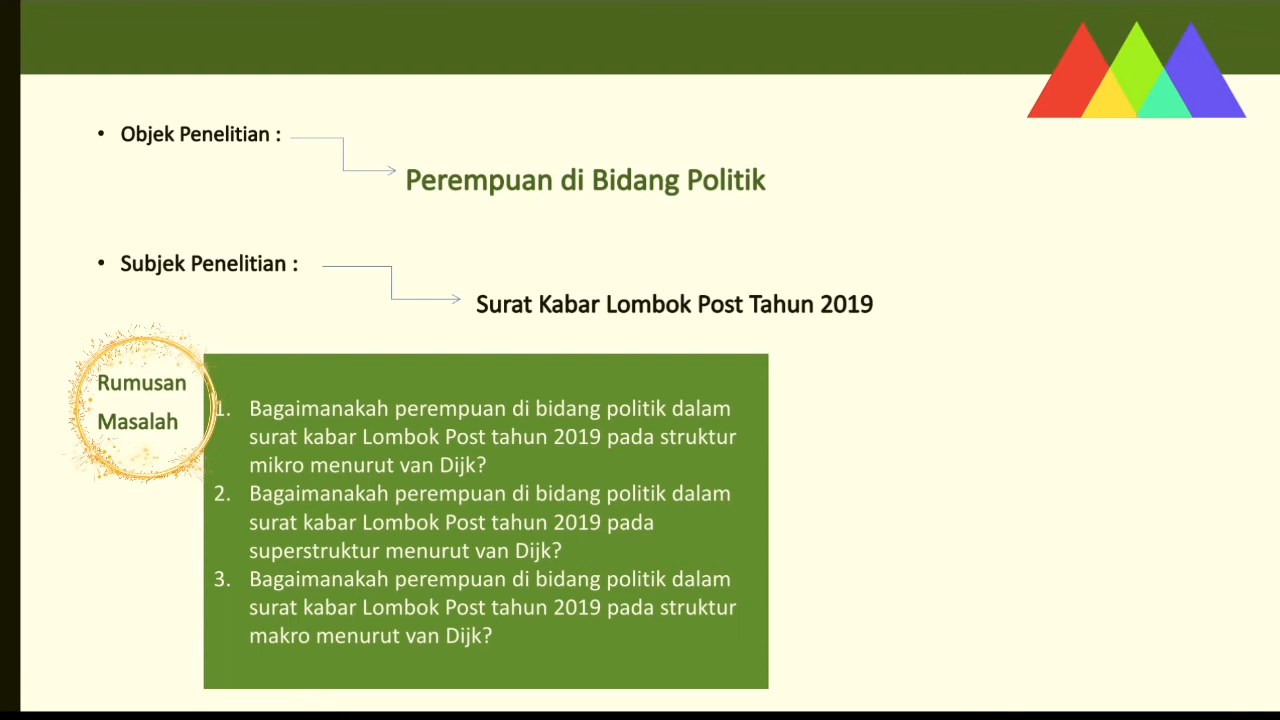 • Objek Penelitian :
Perempuan di Bidang Politik
• Subjek Penelitian :
Surat Kabar Lombok Post Tahun 2019
Rumusan
Masalah
1. Bagaimanakah perempuan di bidang politik dalam
surat kabar Lombok Post tahun 2019 pada struktur
mikro menurut van Dijk?
2. Bagaimanakah perempuan di bidang politik dalam
surat kabar Lombok Post tahun 2019 pada
superstruktur menurut van Dijk?
3. Bagaimanakah perempuan di bidang politik dalam
surat kabar Lombok Post tahun 2019 pada struktur
makro menurut van Dijk?